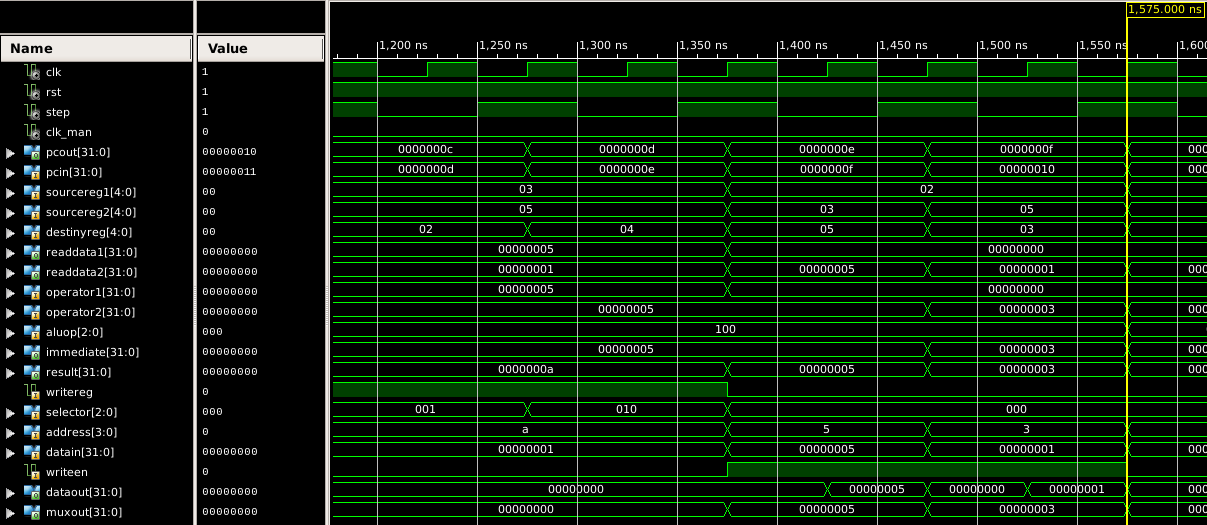 1,575.000 ns
Name Value
1,200 ns 1,250 ns 1,300 ns 1,350 ns 1,400 ns 1,450 ns 1,500 ns 1,550 ns 1,600
clk 1
rst 1
step 1
clk_man 0
pcout[31:0] 00000010 0000000c 0000000d 0000000e 0000000f 000
pcin[31:0] 00000011 0000000d 0000000e 0000000f 00000010 000
sourcereg1[4:0] 00 03 02
sourcereg2[4:0] 00 05 03 05
destinyreg[4:0] 00 02 04 05 03
readdata1[31:0] 00000000 00000005 00000000
readdata2[31:0] 00000000 00000001 00000005 00000001 000
operator1[31:0] 00000000 00000005 00000000
operator2[31:0] 00000000 00000005 00000003 000
aluop[2:0] 000 100
immediate[31:0] 00000000 00000005 00000003 000
result[31:0] 00000000 0000000a 00000005 00000003 000
writereg 0
selector[2:0] 000 001 010 000
address[3:0] 0 a 5 3
datain[31:0] 00000000 00000001 00000005 00000001 000
writeen 0
dataout[31:0] 00000000 00000000 00000005 00000000 00000001 000
muxout[31:0] 00000000 00000000 00000005 00000003 000